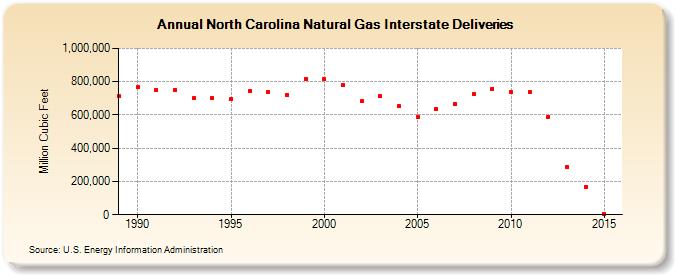 Annual North Carolina Natural Gas Interstate Deliveries
Million Cubic Feet
1,000,000
800,000
600,000
400,000
200,000
0
1990 1995 2000 2005 2010 2015
Source: U.S. Energy Information Administration